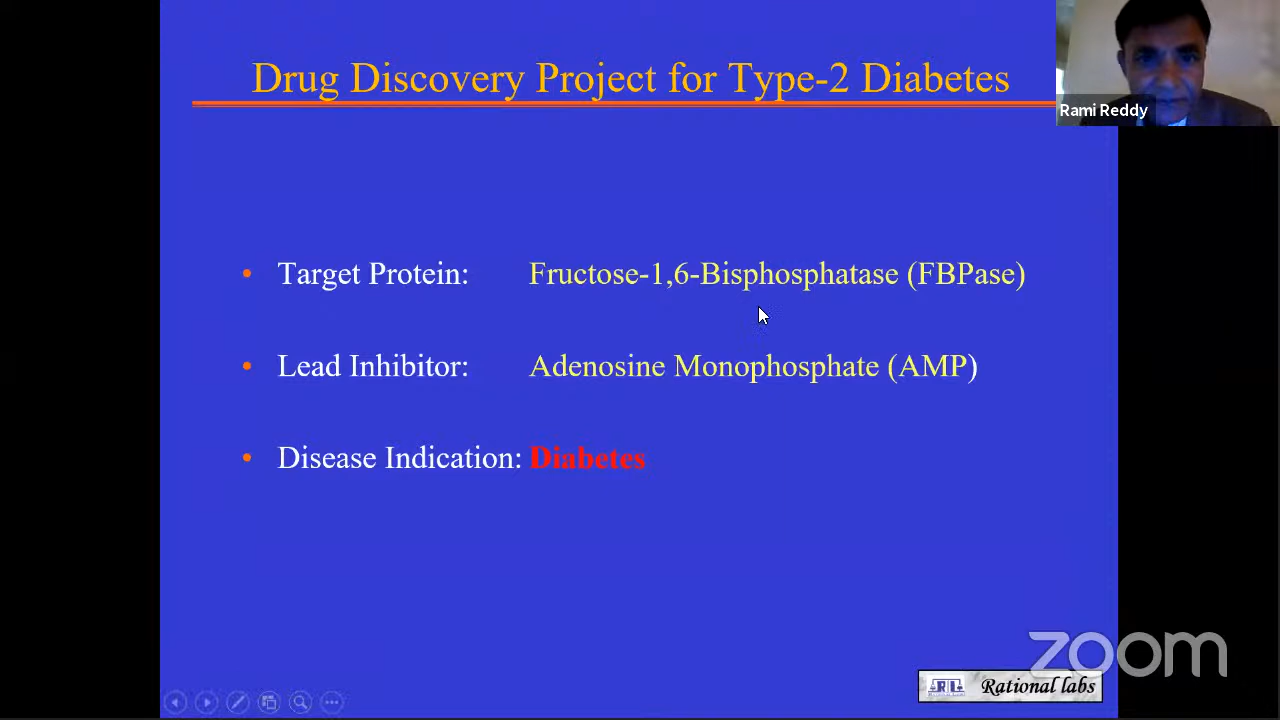 Drug Discovery Project for Type-2 Diabetes
Rami Reddy
• Target Protein: Fructose-1,6-Bisphosphatase (FBPase)
• Lead Inhibitor: Adenosine Monophosphate (AMP)
• Disease Indication: Diabetes
zoom
RL Rational labs